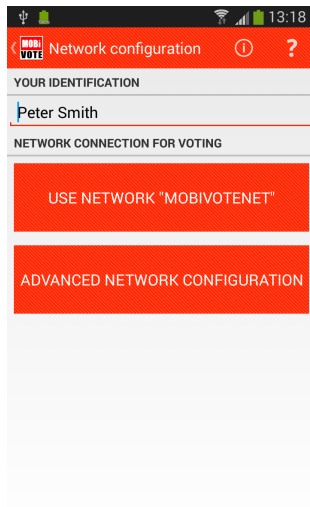 13:18
MOBI
VOTE
Network configuration
?
YOUR IDENTIFICATION
Peter Smith
NETWORK CONNECTION FOR VOTING
USE NETWORK "MOBIVOTENET"
ADVANCED NETWORK CONFIGURATION